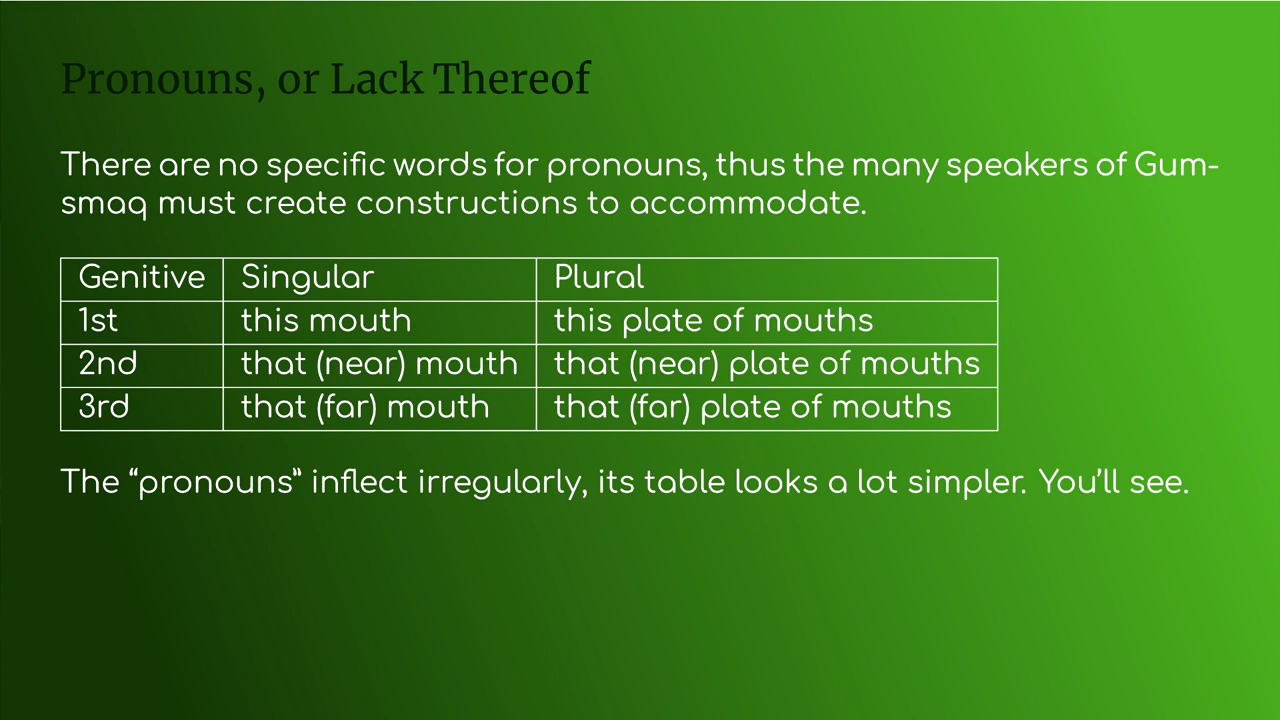 Pronouns, or Lack Thereof
There are no specific words for pronouns, thus the many speakers of Gum-
smaq must create constructions to accommodate.
Genitive Singular Plural
1st this mouth this plate of mouths
2nd that (near) mouth that (near) plate of mouths
3rd that (far) mouth that (far) plate of mouths
The “pronouns” inflect irregularly, its table looks a lot simpler. You’ll see.